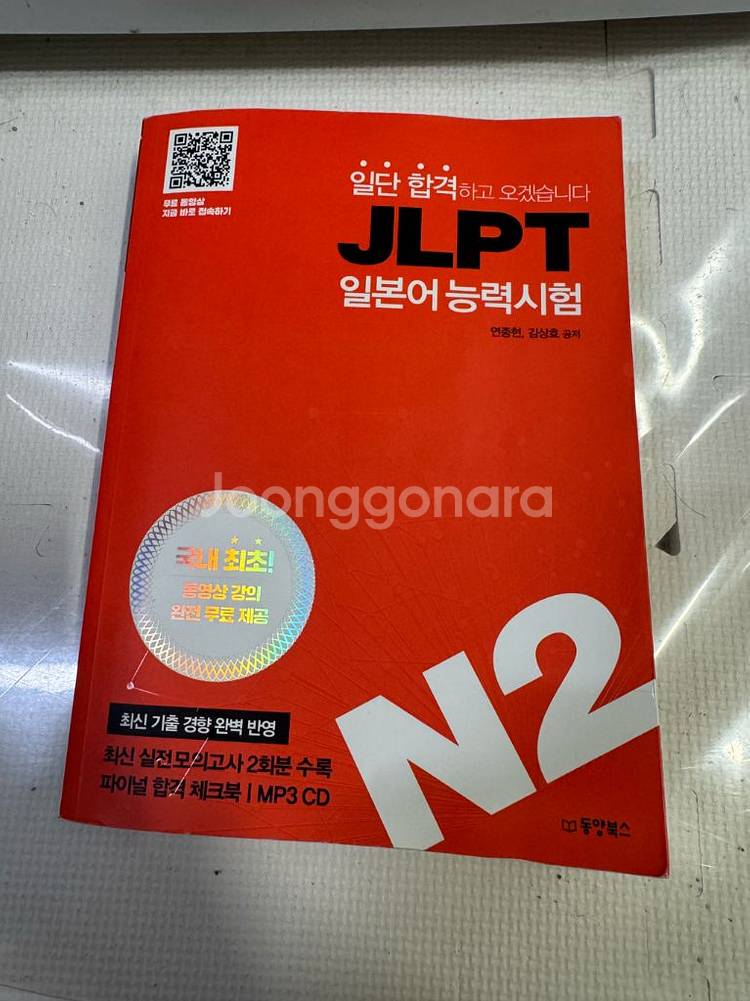 무료 동영상
지금 바로 접속하기
일단 합격하고 오겠습니다
JLPT
일본어 능력시험
연종현, 김상효 공저
Joonggonara
국내 최초!
동영상 강의
완전 무료 제공
최신 기출 경향 완벽 반영
최신 실전모의고사 2회분 수록
파이널 합격 체크북 | MP3 CD
N2
동양북스